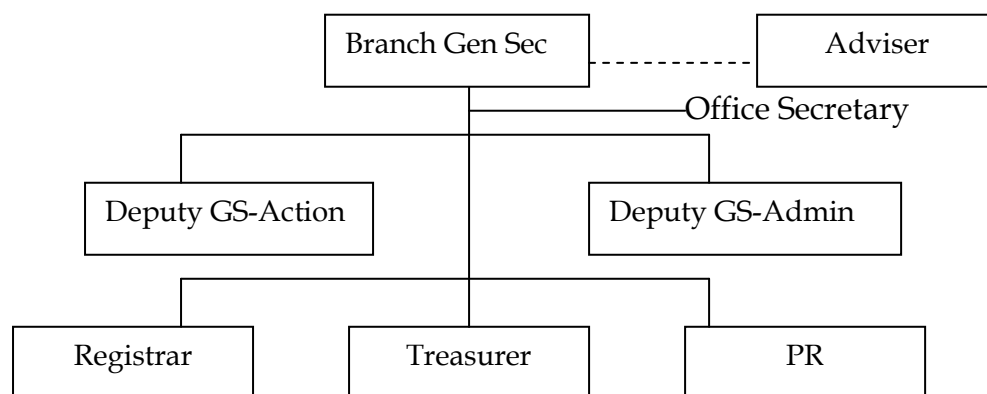 Branch Gen Sec
Adviser
Office Secretary
Deputy GS-Action
Deputy GS-Admin
Registrar
Treasurer
PR